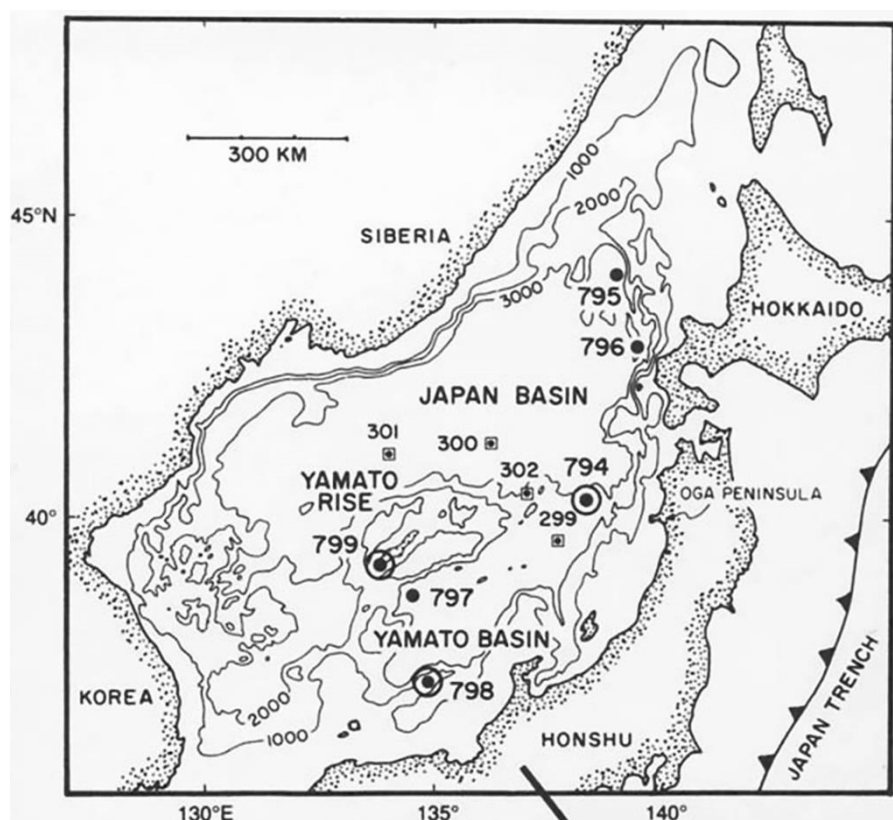 300 KM
1000
2000
45°N
SIBERIA
3000
795
HOKKAIDO
796
JAPAN BASIN
301
300
302
794
YAMATO
RISE
OGA PENINSULA
40°
299
799
797
YAMATO BASIN
KOREA
798
2000
1000
HONSHU
JAPAN TRENCH
130°E
135°
140°